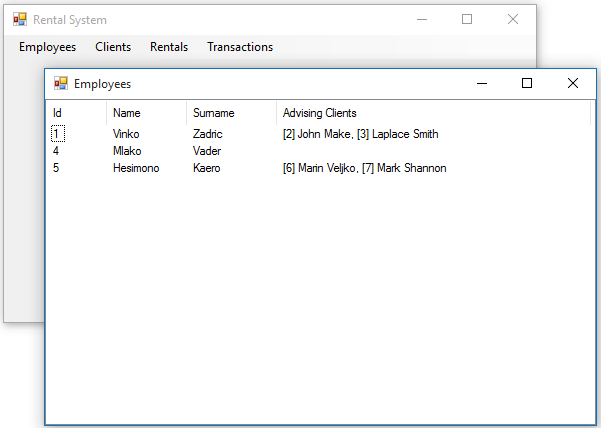 Rental System
Employees Clients Rentals Transactions
Employees
Id Name Surname Advising Clients
1 Vinko Zadric [2] John Make, [3] Laplace Smith
4 Mlako Vader
5 Hesimono Kaero [6] Marin Veljko, [7] Mark Shannon